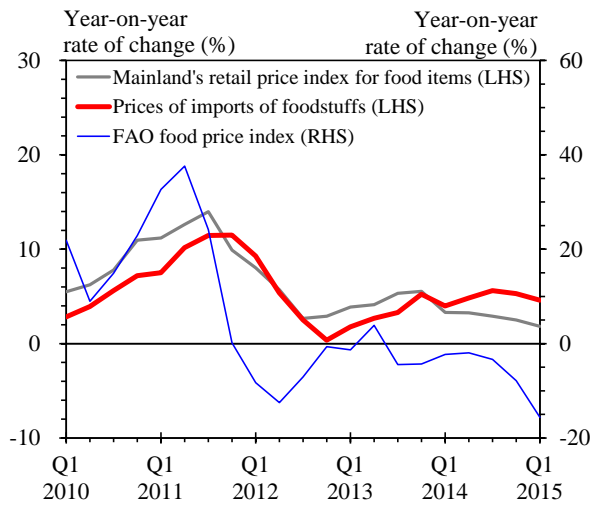 Year-on-year
rate of change (%)
Year-on-year
rate of change (%)
30
60
Mainland's retail price index for food items (LHS)
Prices of imports of foodstuffs (LHS)
FAO food price index (RHS)
20
40
10
20
0
0
-10
-20
Q1 Q1 Q1 Q1 Q1 Q1
2010 2011 2012 2013 2014 2015